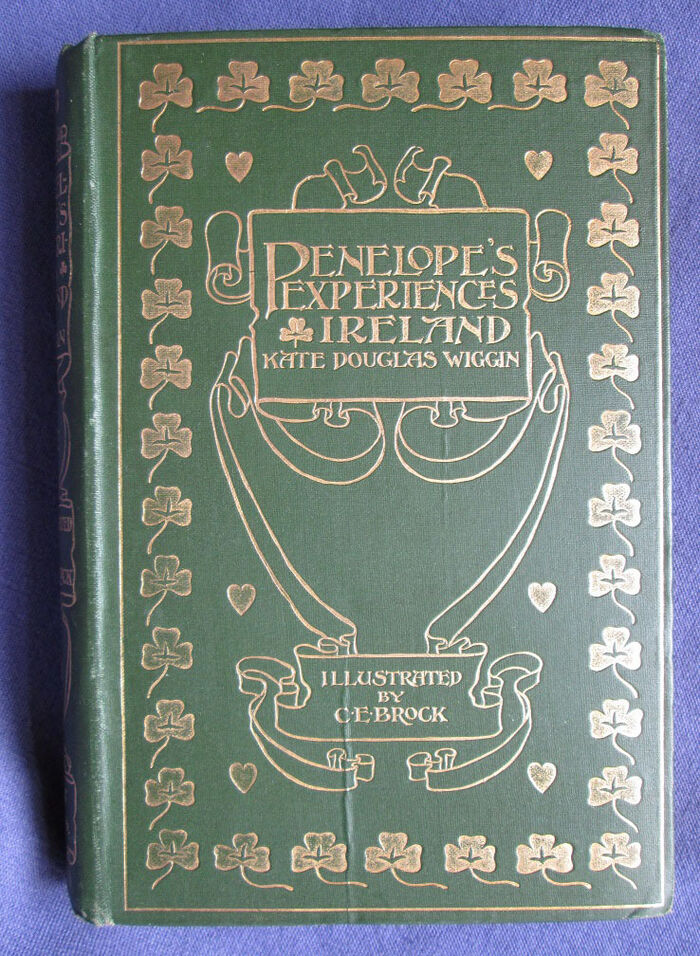 PENELOPE'S
EXPERIENCES
IRELAND
KATE DOUGLAS WIGGIN
ILLUSTRATED
BY
C·E·BROCK